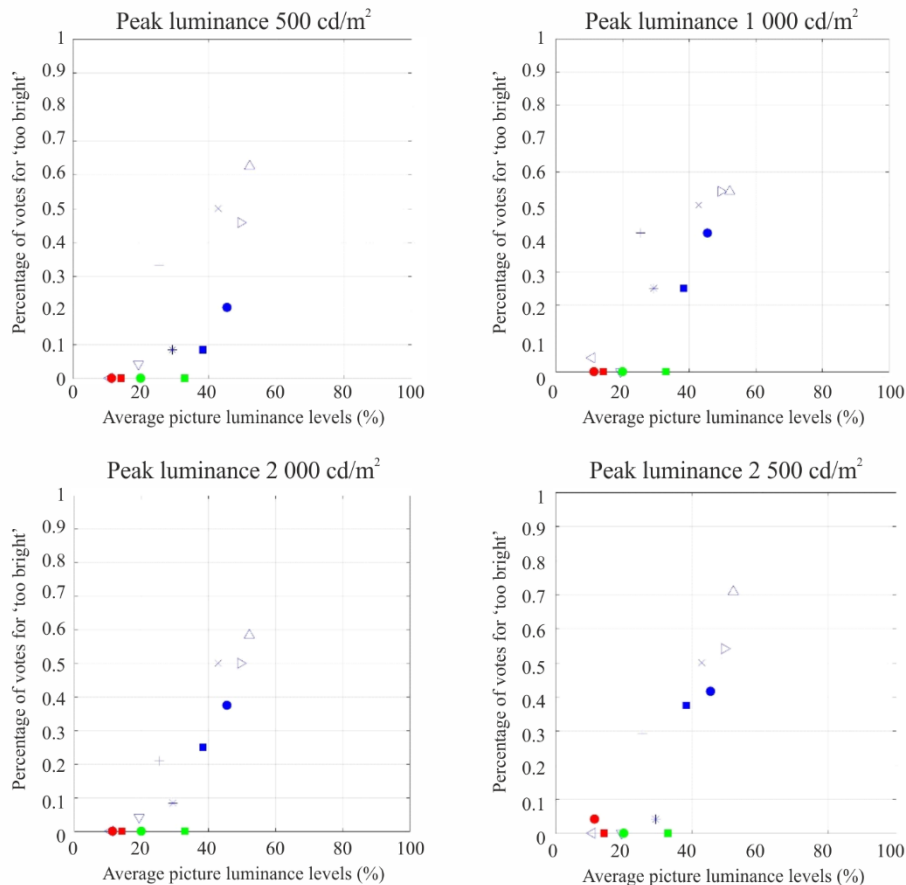 Peak luminance 500 cd/m²
Percentage of votes for ‘too bright’
1
0.9
0.8
0.7
0.6
0.5
0.4
0.3
0.2
0.1
0
0 20 40 60 80 100
Average picture luminance levels (%)
Peak luminance 1 000 cd/m²
Percentage of votes for ‘too bright’
1
0.9
0.8
0.7
0.6
0.5
0.4
0.3
0.2
0.1
0
0 20 40 60 80 100
Average picture luminance levels (%)
Peak luminance 2 000 cd/m²
Percentage of votes for ‘too bright’
1
0.9
0.8
0.7
0.6
0.5
0.4
0.3
0.2
0.1
0
0 20 40 60 80 100
Average picture luminance levels (%)
Peak luminance 2 500 cd/m²
Percentage of votes for ‘too bright’
1
0.9
0.8
0.7
0.6
0.5
0.4
0.3
0.2
0.1
0
0 20 40 60 80 100
Average picture luminance levels (%)